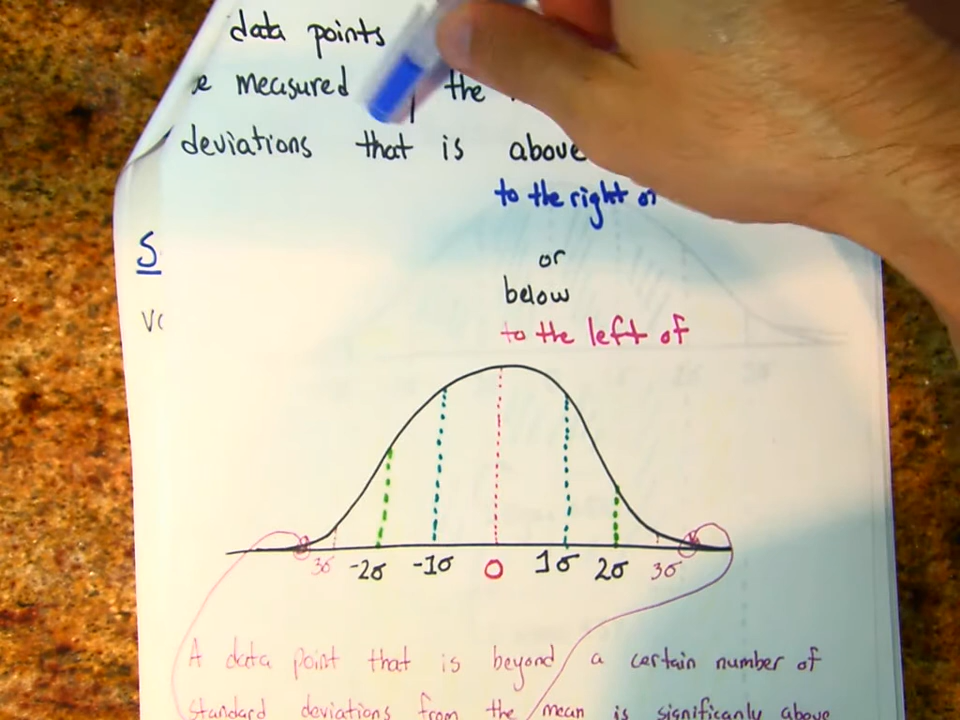 data points
measured the
deviations that is above
to the right
or
below
to the left of
3σ -2σ -1σ 0 1σ 2σ 3σ
A data point that is beyond a certain number of
standard deviations from the mean is significanly above